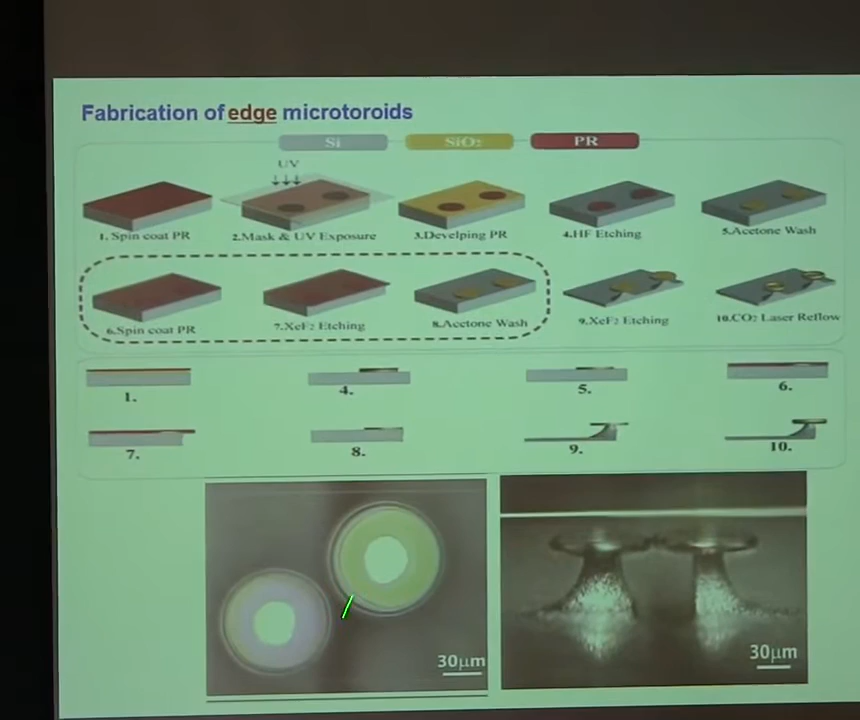 Fabrication of edge microtoroids
Si SiO₂ PR
UV
1. Spin coat PR
2.Mask & UV Exposure
3.Develping PR
4.HF Etching
5.Acetone Wash
6.Spin coat PR
7.XeF₂ Etching
8.Acetone Wash
9.XeF₂ Etching
10.CO₂ Laser Reflow
1. 4. 5. 6.
7. 8. 9. 10.
30µm
30µm